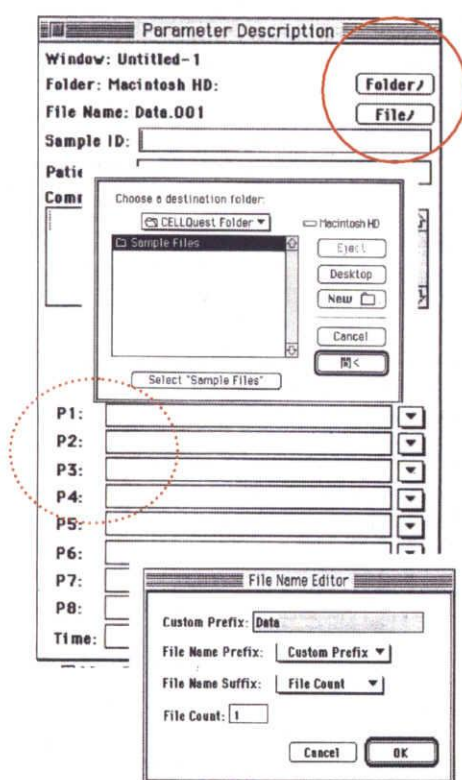 Parameter Description
Window: Untitled-1
Folder: Macintosh HD:
Folder
File Name: Data.001
File
Sample ID:
Choose a destination folder:
CELLQuest Folder
Macintosh HD
Sample Files
Eject
Desktop
New
Cancel
開<
Select "Sample Files"
P1:
P2:
P3:
P4:
P5:
P6:
P7:
P8:
Time:
File Name Editor
Custom Prefix: Data
File Name Prefix: Custom Prefix
File Name Suffix: File Count
File Count: 1
Cancel
OK